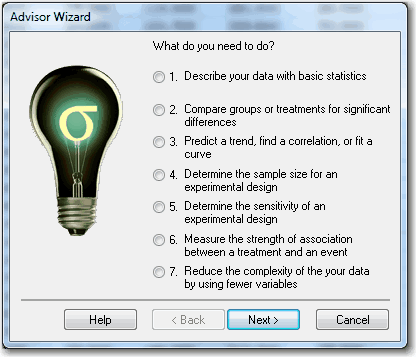 Advisor Wizard
What do you need to do?
1. Describe your data with basic statistics
2. Compare groups or treatments for significant
differences
3. Predict a trend, find a correlation, or fit a
curve
4. Determine the sample size for an
experimental design
5. Determine the sensitivity of an
experimental design
6. Measure the strength of association
between a treatment and an event
7. Reduce the complexity of the your data
by using fewer variables
σ
Help < Back Next > Cancel